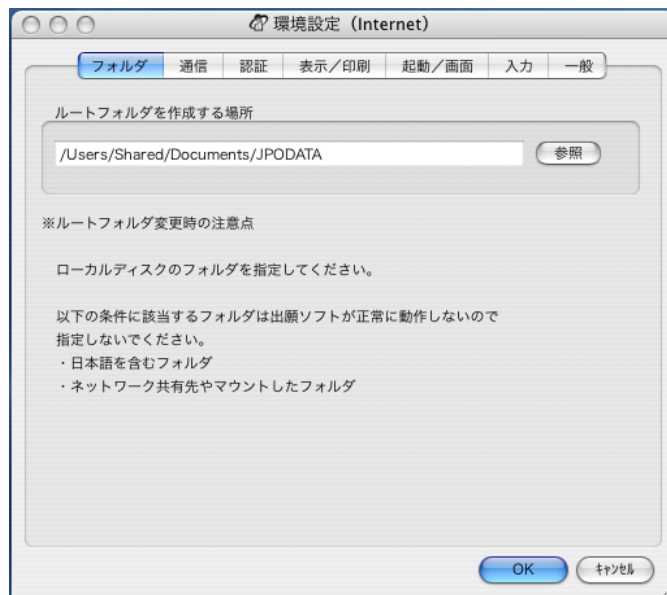 環境設定（Internet）
フォルダ 通信 認証 表示／印刷 起動／画面 入力 一般
ルートフォルダを作成する場所
/Users/Shared/Documents/JPODATA 参照
※ルートフォルダ変更時の注意点
ローカルディスクのフォルダを指定してください。
以下の条件に該当するフォルダは出願ソフトが正常に動作しないので
指定しないでください。
・日本語を含むフォルダ
・ネットワーク共有先やマウントしたフォルダ
OK ｷｬﾝｾﾙ